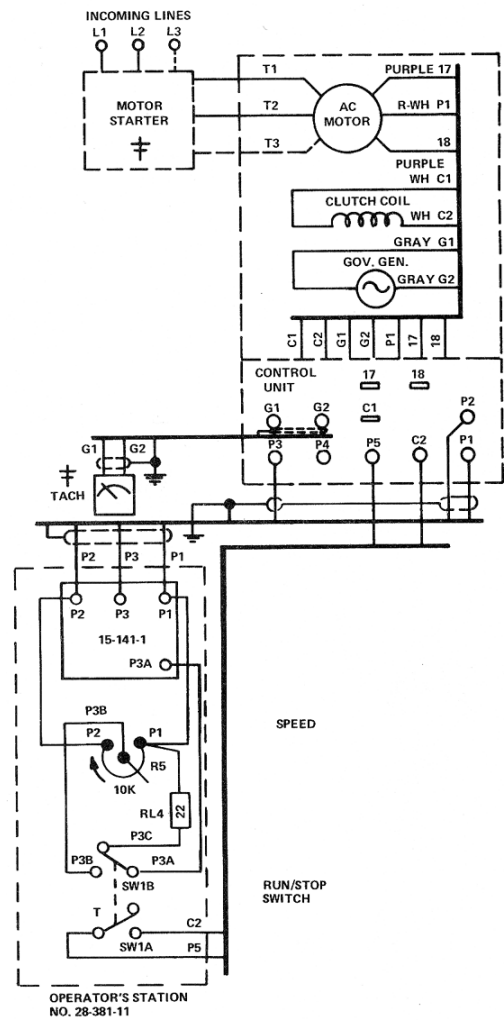 INCOMING LINES
L1 L2 L3
T1
PURPLE 17
MOTOR
STARTER
T2
AC
MOTOR
R-WH P1
T3
18
PURPLE
WH C1
CLUTCH COIL
WH C2
GRAY G1
GOV. GEN.
GRAY G2
C1 C2 G1 G2 P1 17 18
CONTROL
UNIT
17 18
G1 G2 C1 P2
P3 P4 P5 C2 P1
G1 G2
TACH
P2 P3 P1
P2 P3 P1
15-141-1
P3A
P3B
P2 P1
SPEED
R5
10K
RL4 22
P3C
P3B P3A
SW1B
RUN/STOP
SWITCH
T
C2
SW1A P5
OPERATOR'S STATION
NO. 28-381-11